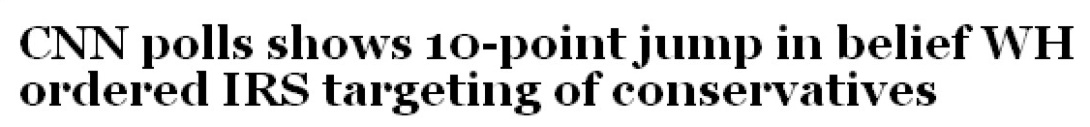 CNN polls shows 10-point jump in belief WH
ordered IRS targeting of conservatives